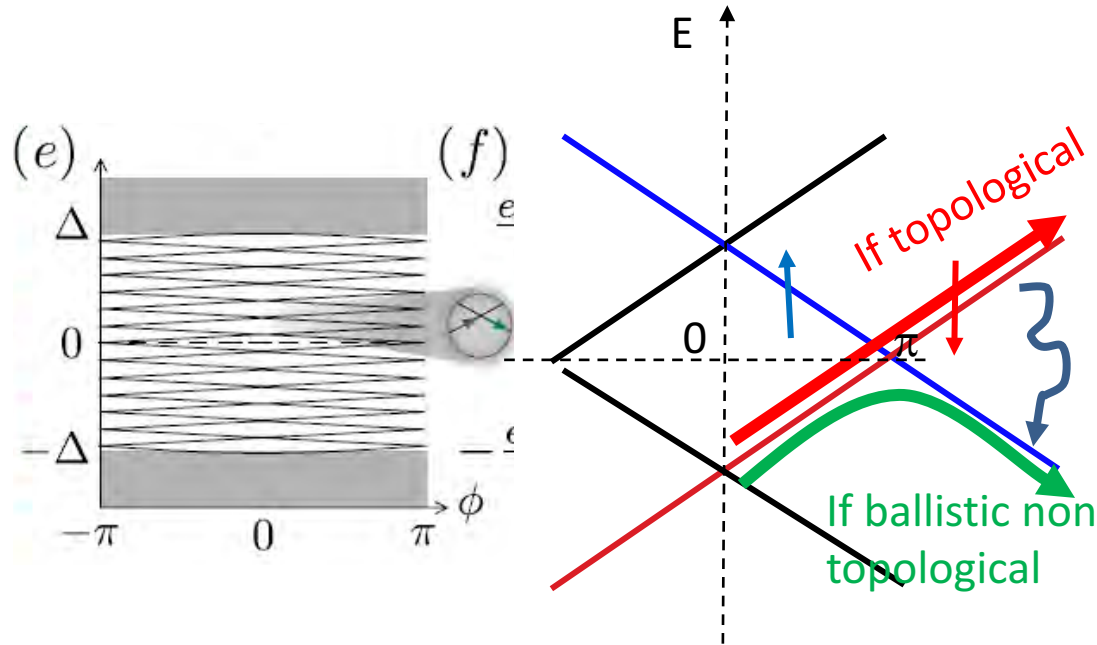 (e)
Δ
0
−Δ
−π
0
π
ϕ
(f)
e
− e
E
0
π
If topological
If ballistic non
topological